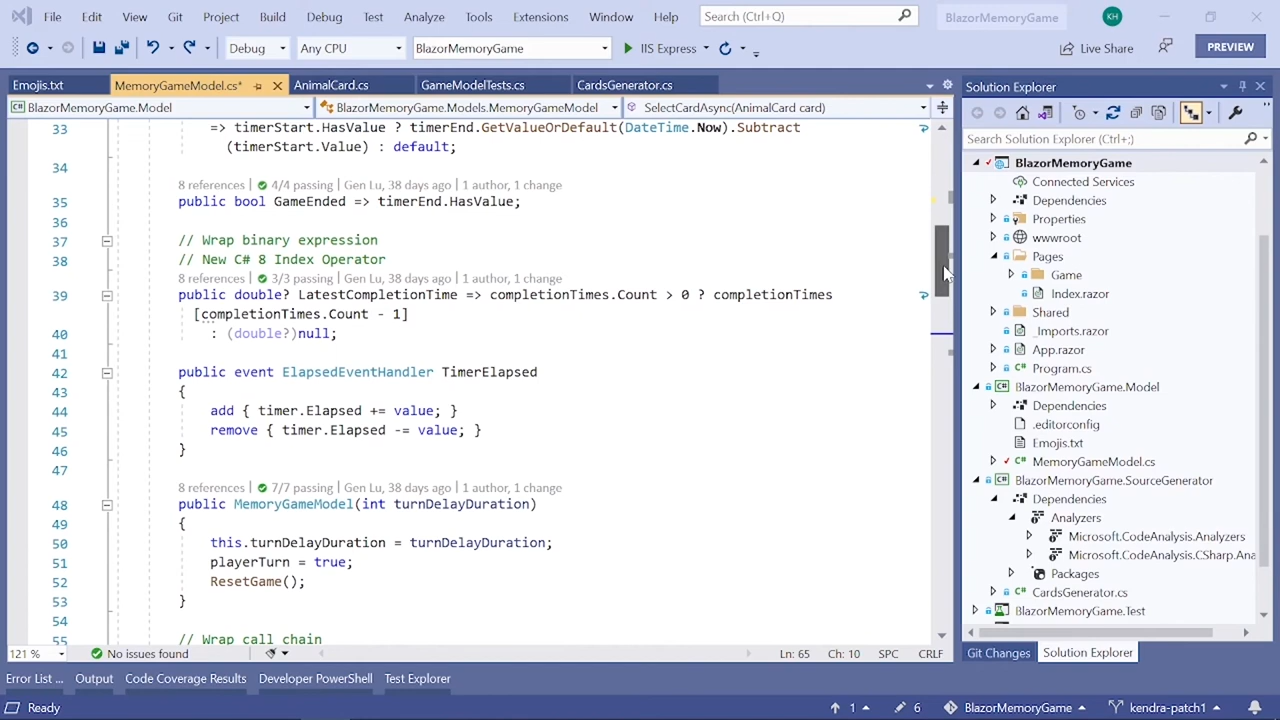 File Edit View Git Project Build Debug Test Analyze Tools Extensions Window Help Search (Ctrl+Q) BlazorMemoryGame KH
Debug Any CPU BlazorMemoryGame IIS Express Live Share PREVIEW
Emojis.txt MemoryGameModel.cs* AnimalCard.cs GameModelTests.cs CardsGenerator.cs
BlazorMemoryGame.Model BlazorMemoryGame.Models.MemoryGameModel SelectCardAsync(AnimalCard card)
33 => timerStart.HasValue ? timerEnd.GetValueOrDefault(DateTime.Now).Subtract
(timerStart.Value) : default;
34
8 references | 4/4 passing | Gen Lu, 38 days ago | 1 author, 1 change
35 public bool GameEnded => timerEnd.HasValue;
36
37 // Wrap binary expression
38 // New C# 8 Index Operator
8 references | 3/3 passing | Gen Lu, 38 days ago | 1 author, 1 change
39 public double? LatestCompletionTime => completionTimes.Count > 0 ? completionTimes
[completionTimes.Count - 1]
40 : (double?)null;
41
42 public event ElapsedEventHandler TimerElapsed
43 {
44 add { timer.Elapsed += value; }
45 remove { timer.Elapsed -= value; }
46 }
47
8 references | 7/7 passing | Gen Lu, 38 days ago | 1 author, 1 change
48 public MemoryGameModel(int turnDelayDuration)
49 {
50 this.turnDelayDuration = turnDelayDuration;
51 playerTurn = true;
52 ResetGame();
53 }
54
55 // Wrap call chain
121 % No issues found Ln: 65 Ch: 10 SPC CRLF
Solution Explorer
Search Solution Explorer (Ctrl+;)
BlazorMemoryGame
Connected Services
Dependencies
Properties
wwwroot
Pages
Game
Index.razor
Shared
_Imports.razor
App.razor
Program.cs
BlazorMemoryGame.Model
Dependencies
.editorconfig
Emojis.txt
MemoryGameModel.cs
BlazorMemoryGame.SourceGenerator
Dependencies
Analyzers
Microsoft.CodeAnalysis.Analyzers
Microsoft.CodeAnalysis.CSharp.Ana
Packages
CardsGenerator.cs
BlazorMemoryGame.Test
Git Changes Solution Explorer
Error List ... Output Code Coverage Results Developer PowerShell Test Explorer
Ready 1 6 BlazorMemoryGame kendra-patch1